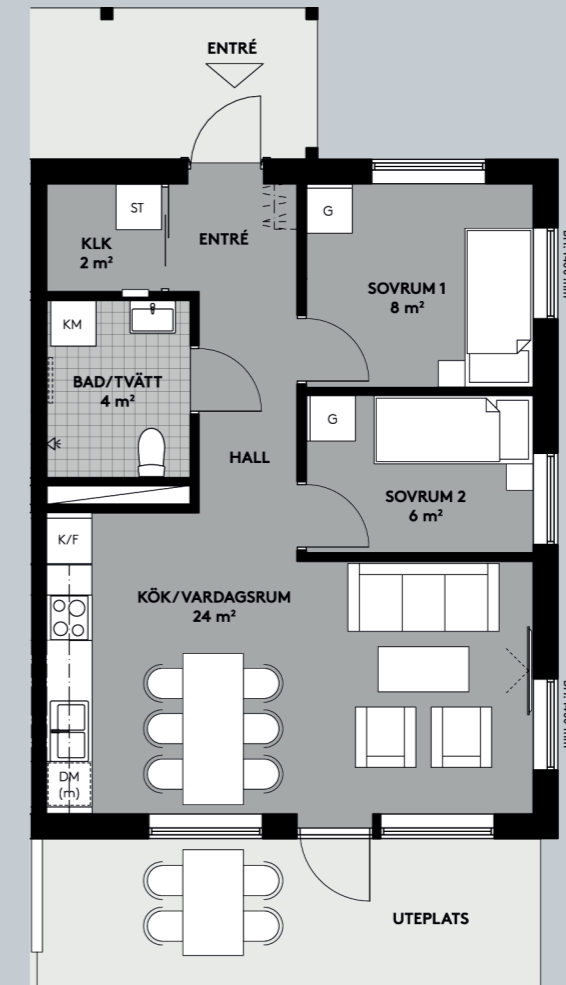 ENTRÉ
ST
G
KLK
2 m²
ENTRÉ
SOVRUM 1
8 m²
KM
BAD/TVÄTT
4 m²
G
HALL
SOVRUM 2
6 m²
K/F
KÖK/VARDAGSRUM
24 m²
DM
(m)
UTEPLATS